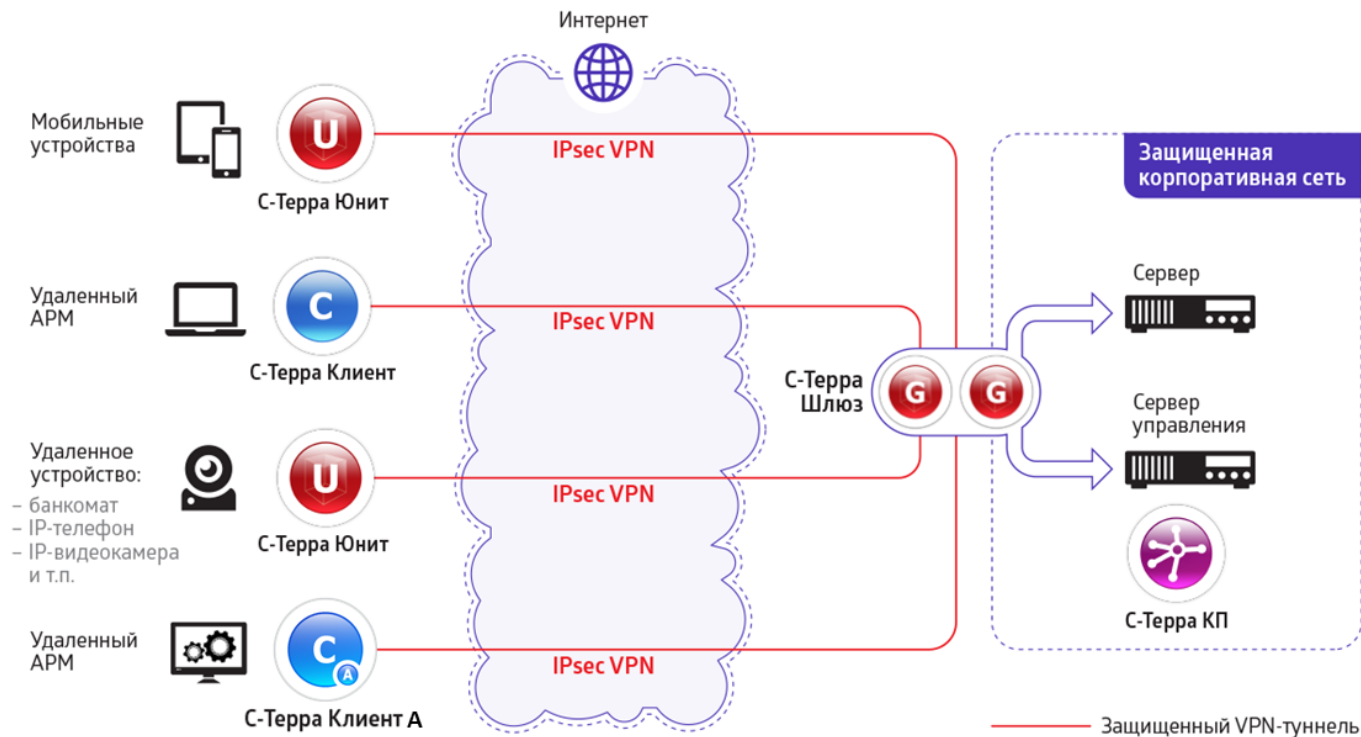 Интернет
Мобильные
устройства
U
С-Терра Юнит
IPsec VPN
Защищенная
корпоративная сеть
Удаленный
АРМ
C
С-Терра Клиент
IPsec VPN
Сервер
С-Терра
Шлюз
G
G
Сервер
управления
Удаленное
устройство:
– банкомат
– IP-телефон
– IP-видеокамера
и т.п.
U
С-Терра Юнит
IPsec VPN
С-Терра КП
Удаленный
АРМ
C
A
С-Терра Клиент А
IPsec VPN
Защищенный VPN-туннель